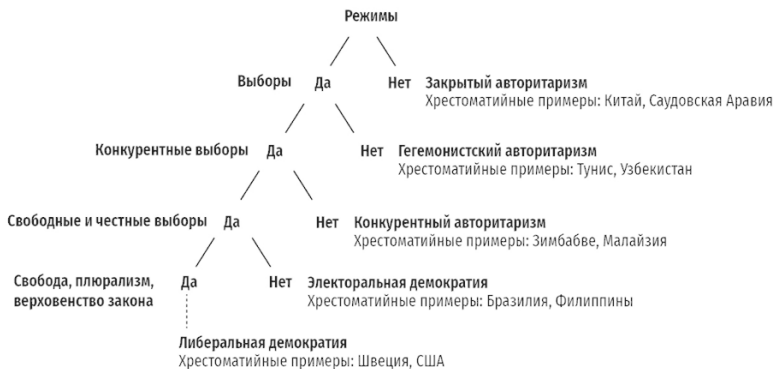 Режимы
Выборы Да Нет Закрытый авторитаризм
Хрестоматийные примеры: Китай, Саудовская Аравия
Конкурентные выборы Да Нет Гегемонистский авторитаризм
Хрестоматийные примеры: Тунис, Узбекистан
Свободные и честные выборы Да Нет Конкурентный авторитаризм
Хрестоматийные примеры: Зимбабве, Малайзия
Свобода, плюрализм, Да Нет Электоральная демократия
верховенство закона Хрестоматийные примеры: Бразилия, Филиппины
Либеральная демократия
Хрестоматийные примеры: Швеция, США